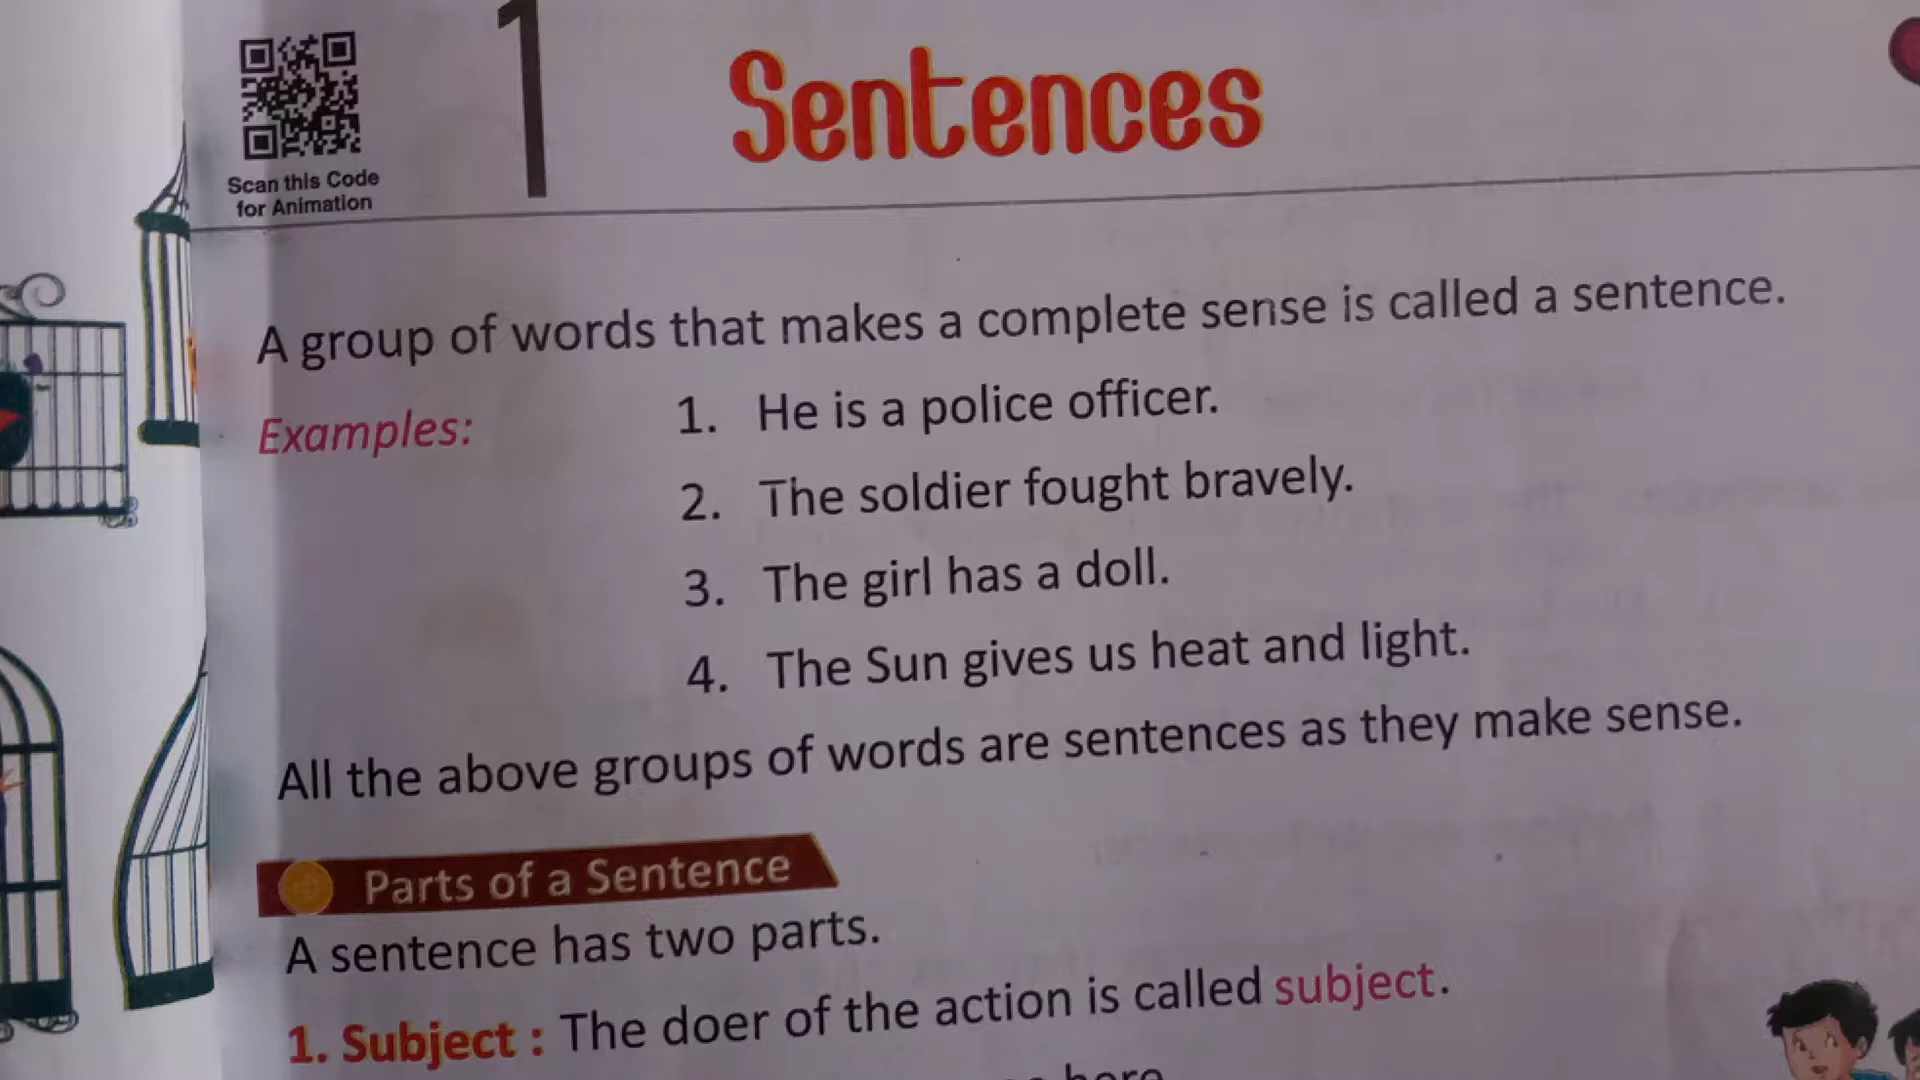 1
Sentences
Scan this Code
for Animation
A group of words that makes a complete sense is called a sentence.
Examples: 1. He is a police officer.
2. The soldier fought bravely.
3. The girl has a doll.
4. The Sun gives us heat and light.
All the above groups of words are sentences as they make sense.
Parts of a Sentence
A sentence has two parts.
1. Subject : The doer of the action is called subject.
here